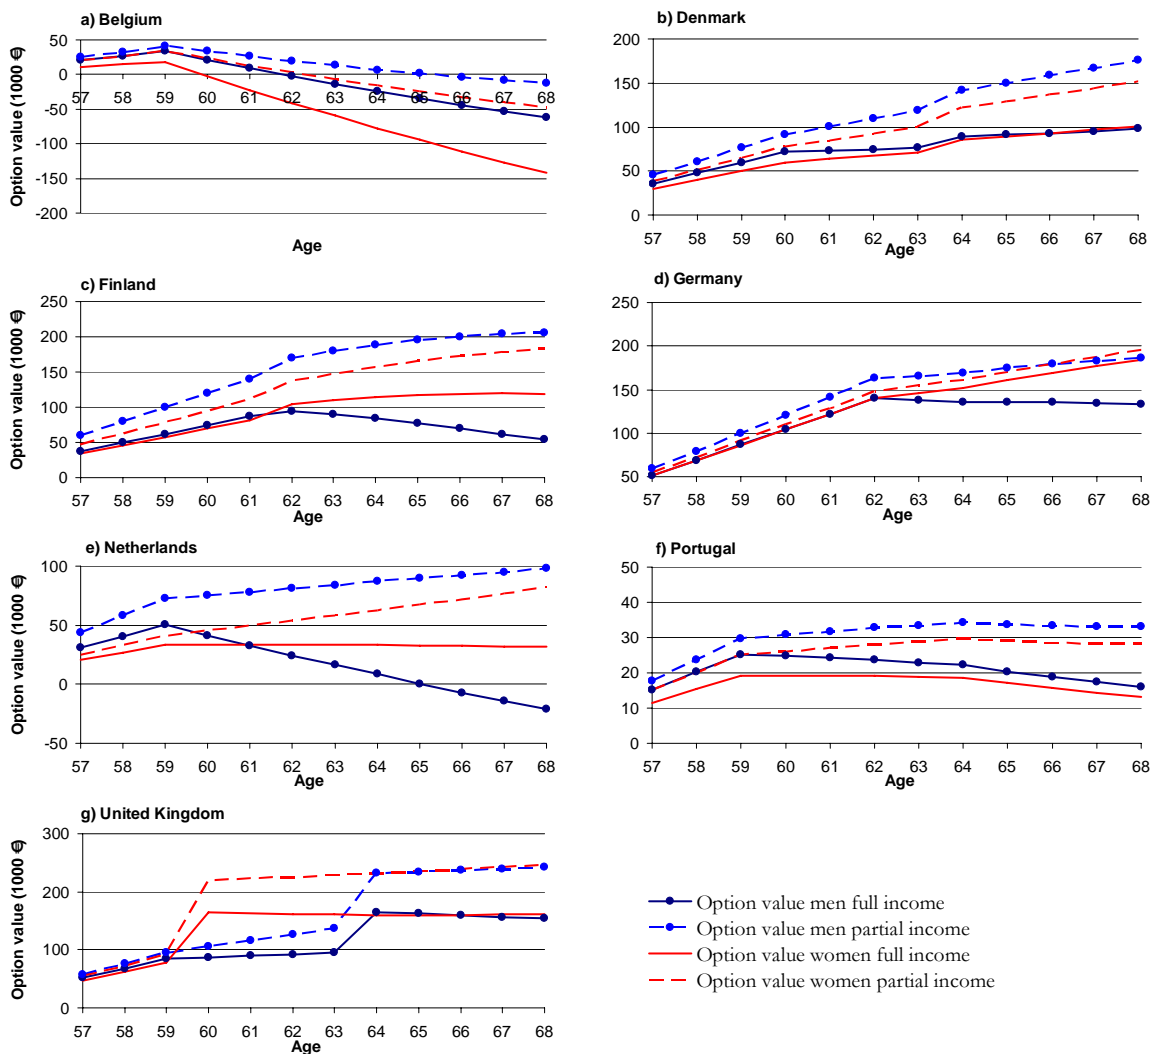 a) Belgium
Option value (1000 €)
50
0
-50
-100
-150
-200
57 58 59 60 61 62 63 64 65 66 67 68
Age
b) Denmark
200
150
100
50
0
57 58 59 60 61 62 63 64 65 66 67 68
Age
c) Finland
Option value (1000 €)
250
200
150
100
50
0
57 58 59 60 61 62 63 64 65 66 67 68
Age
d) Germany
250
200
150
100
50
57 58 59 60 61 62 63 64 65 66 67 68
Age
e) Netherlands
Option value (1000 €)
100
50
0
-50
57 58 59 60 61 62 63 64 65 66 67 68
Age
f) Portugal
50
40
30
20
10
0
57 58 59 60 61 62 63 64 65 66 67 68
Age
g) United Kingdom
Option value (1000 €)
300
200
100
0
57 58 59 60 61 62 63 64 65 66 67 68
Age
Option value men full income
Option value men partial income
Option value women full income
Option value women partial income